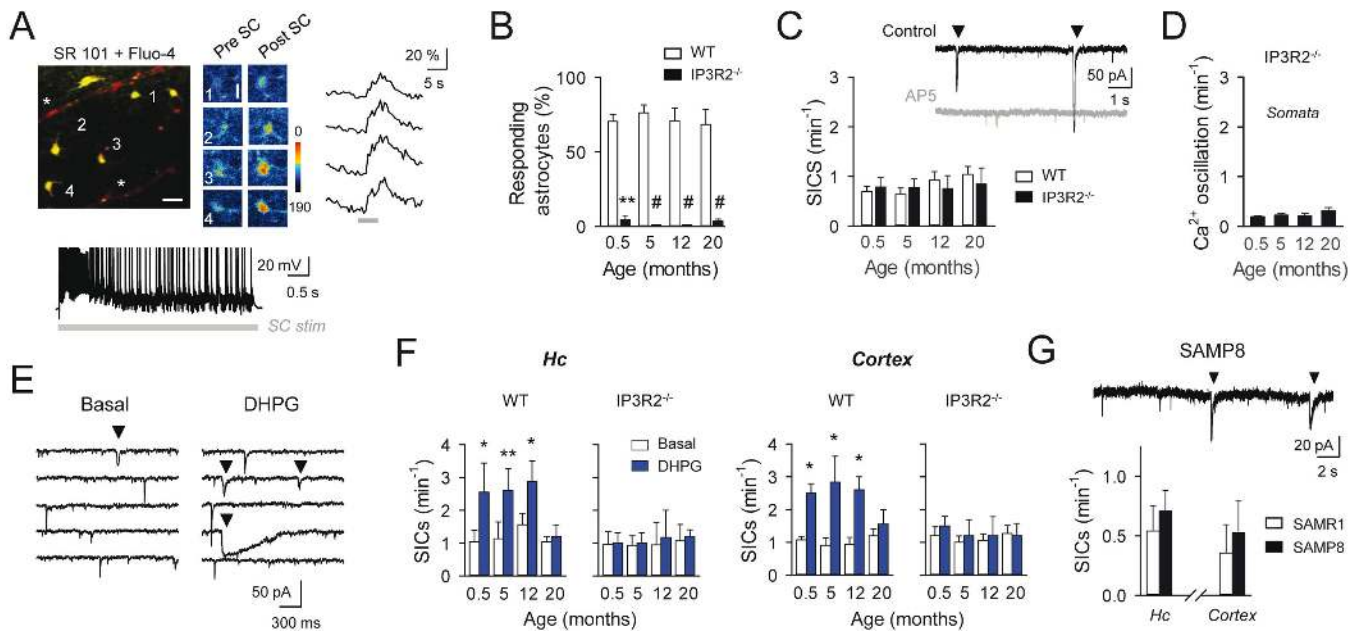 A
SR 101 + Fluo-4
Pre SC
Post SC
20 %
5 s
*
1
2
3
4
*
1
2
3
4
0
190
20 mV
0.5 s
SC stim
B
WT
IP3R2-/-
Responding astrocytes (%)
100
50
0
**
#
#
#
0.5 5 12 20
Age (months)
C
Control
50 pA
1 s
AP5
SICS (min-1)
3
2
1
0
WT
IP3R2-/-
0.5 5 12 20
Age (months)
D
IP3R2-/-
Somata
Ca2+ oscillation (min-1)
3
2
1
0
0.5 5 12 20
Age (months)
E
Basal
DHPG
50 pA
300 ms
F
Hc
WT
IP3R2-/-
SICs (min-1)
4
3
2
1
0
*
**
*
Basal
DHPG
0.5 5 12 20
0.5 5 12 20
Age (months)
Cortex
WT
IP3R2-/-
SICs (min-1)
4
3
2
1
0
*
*
*
0.5 5 12 20
0.5 5 12 20
Age (months)
G
SAMP8
20 pA
2 s
SICs (min-1)
1.0
0.5
0.0
SAMR1
SAMP8
Hc
Cortex